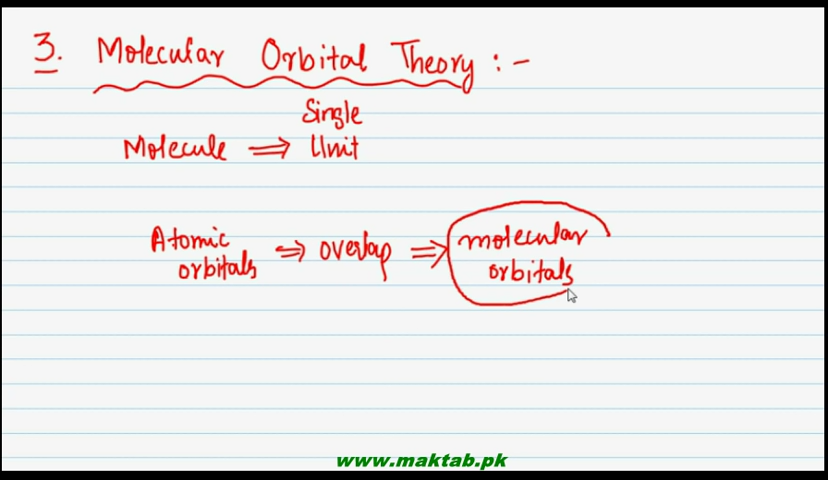 3. Molecular Orbital Theory :-
Single
Molecule ⇒ Unit
Atomic orbitals ⇒ overlap ⇒ molecular orbitals
www.maktab.pk